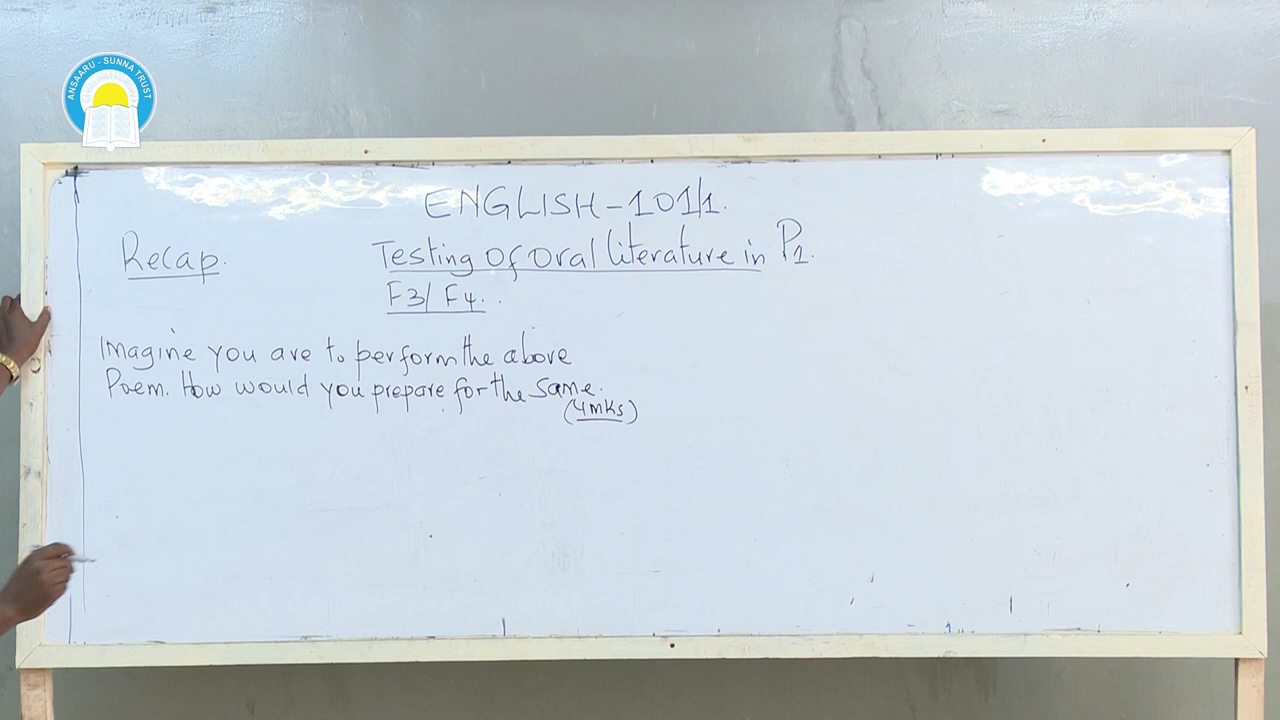 ANSAARU - SUNNA TRUST
ENGLISH - 101/1.
Recap.
Testing of Oral literature in P1.
F3/ F4. .
Imagine you are to perform the above
Poem. How would you prepare for the same.
(4mks)